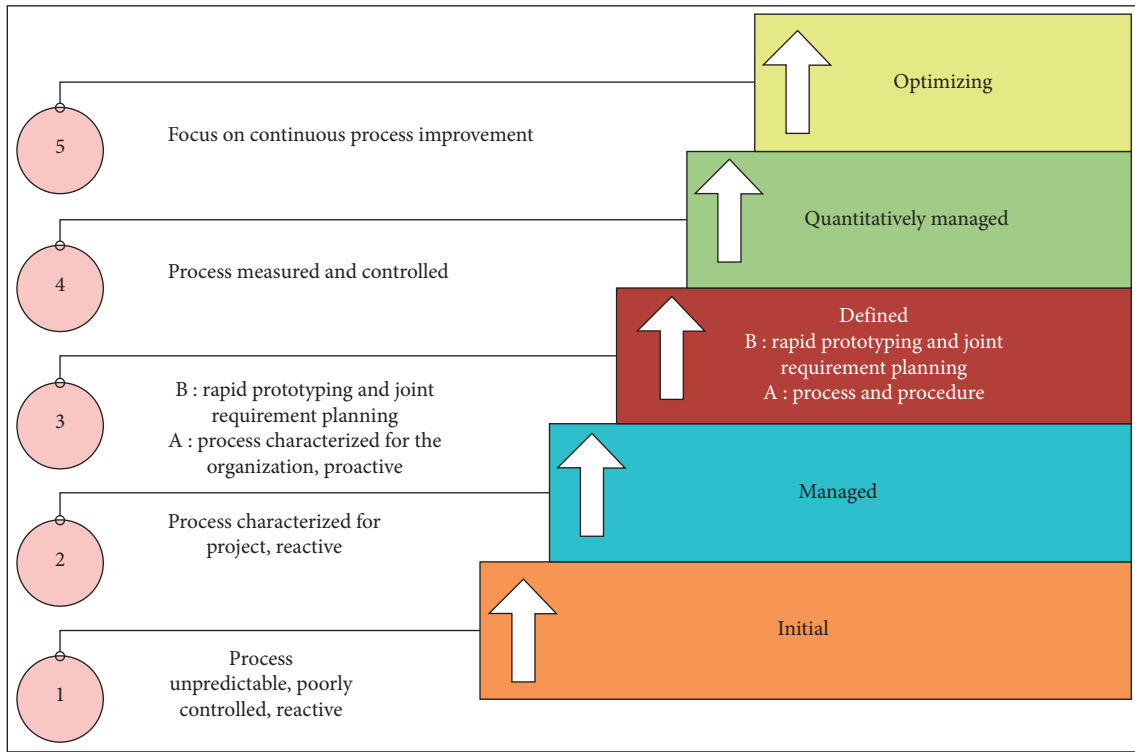 5
Focus on continuous process improvement
Optimizing
4
Process measured and controlled
Quantitatively managed
3
B : rapid prototyping and joint
requirement planning
A : process characterized for the
organization, proactive
Defined
B : rapid prototyping and joint
requirement planning
A : process and procedure
2
Process characterized for
project, reactive
Managed
1
Process
unpredictable, poorly
controlled, reactive
Initial